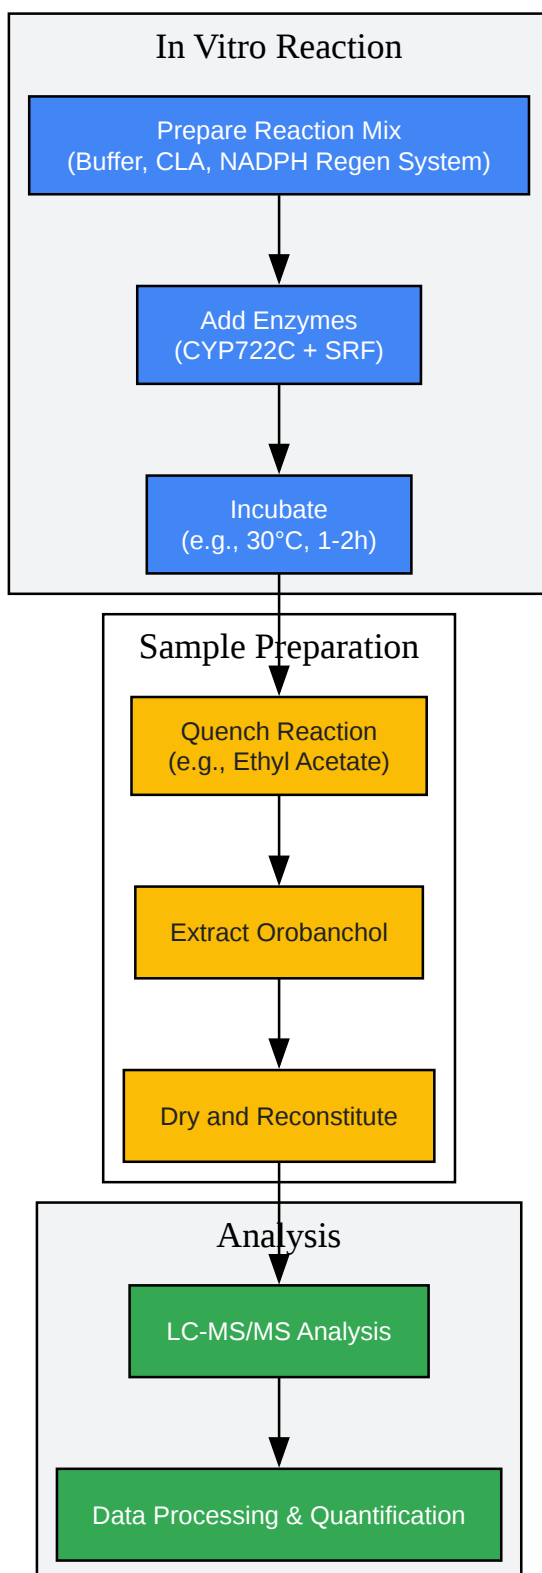 In Vitro Reaction
Prepare Reaction Mix
(Buffer, CLA, NADPH Regen System)
Add Enzymes
(CYP722C + SRF)
Incubate
(e.g., 30°C, 1-2h)
Sample Preparation
Quench Reaction
(e.g., Ethyl Acetate)
Extract Orobanchol
Dry and Reconstitute
Analysis
LC-MS/MS Analysis
Data Processing & Quantification